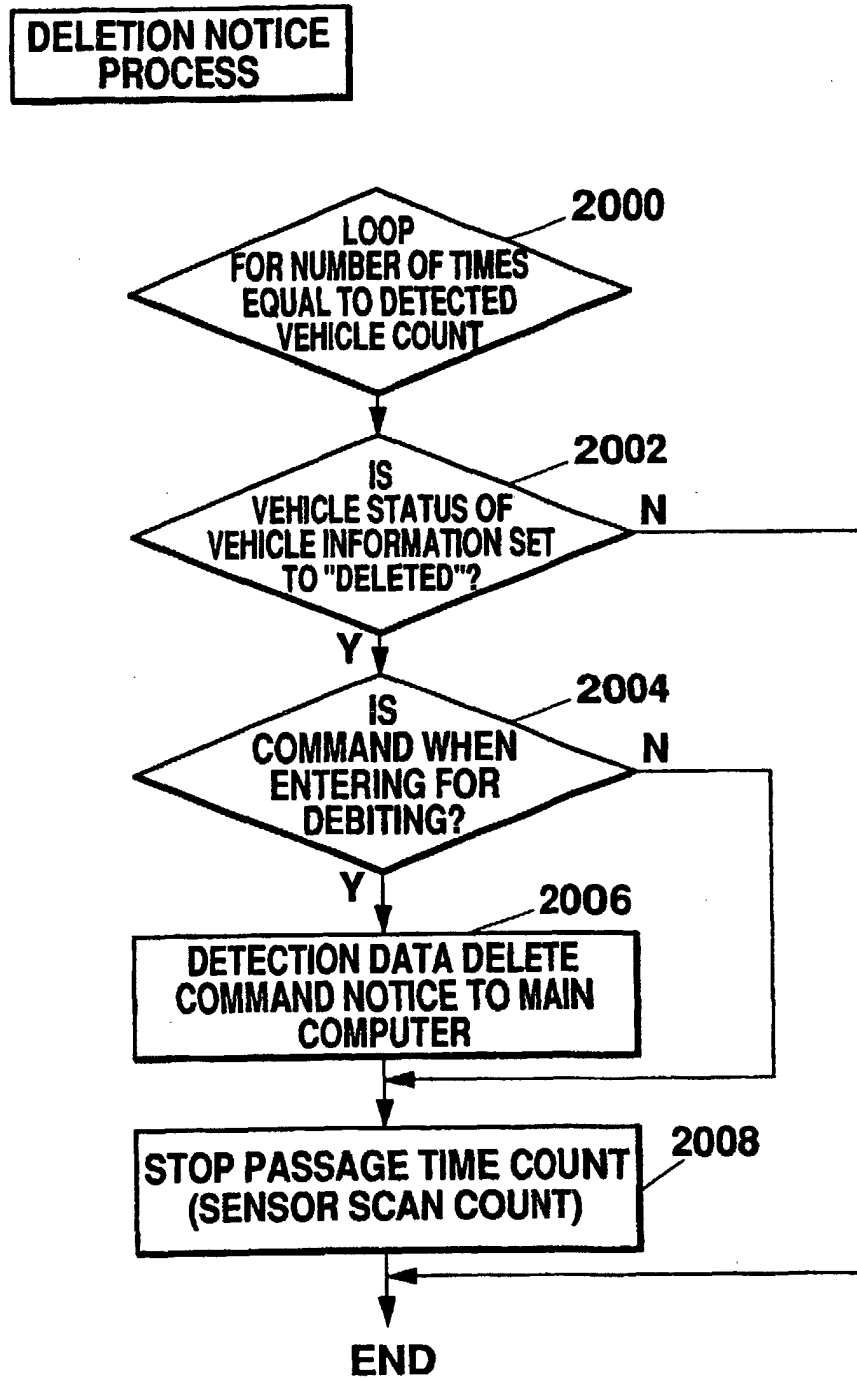 DELETION NOTICE
PROCESS
2000
LOOP
FOR NUMBER OF TIMES
EQUAL TO DETECTED
VEHICLE COUNT
2002
IS
VEHICLE STATUS OF
VEHICLE INFORMATION SET
TO "DELETED"?
N
Y
2004
IS
COMMAND WHEN
ENTERING FOR
DEBITING?
N
Y
2006
DETECTION DATA DELETE
COMMAND NOTICE TO MAIN
COMPUTER
2008
STOP PASSAGE TIME COUNT
(SENSOR SCAN COUNT)
END